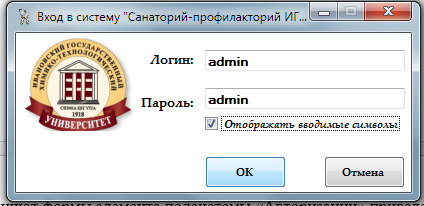 Вход в систему "Санаторий-профилакторий ИГ...
ИВАНОВСКИЙ ГОСУДАРСТВЕННЫЙ
ХИМИКО-ТЕХНОЛОГИЧЕСКИЙ
CHIMIA EST VITA
1918
УНИВЕРСИТЕТ
Логин:
admin
Пароль:
admin
Отображать вводимые символы
OK
Отмена